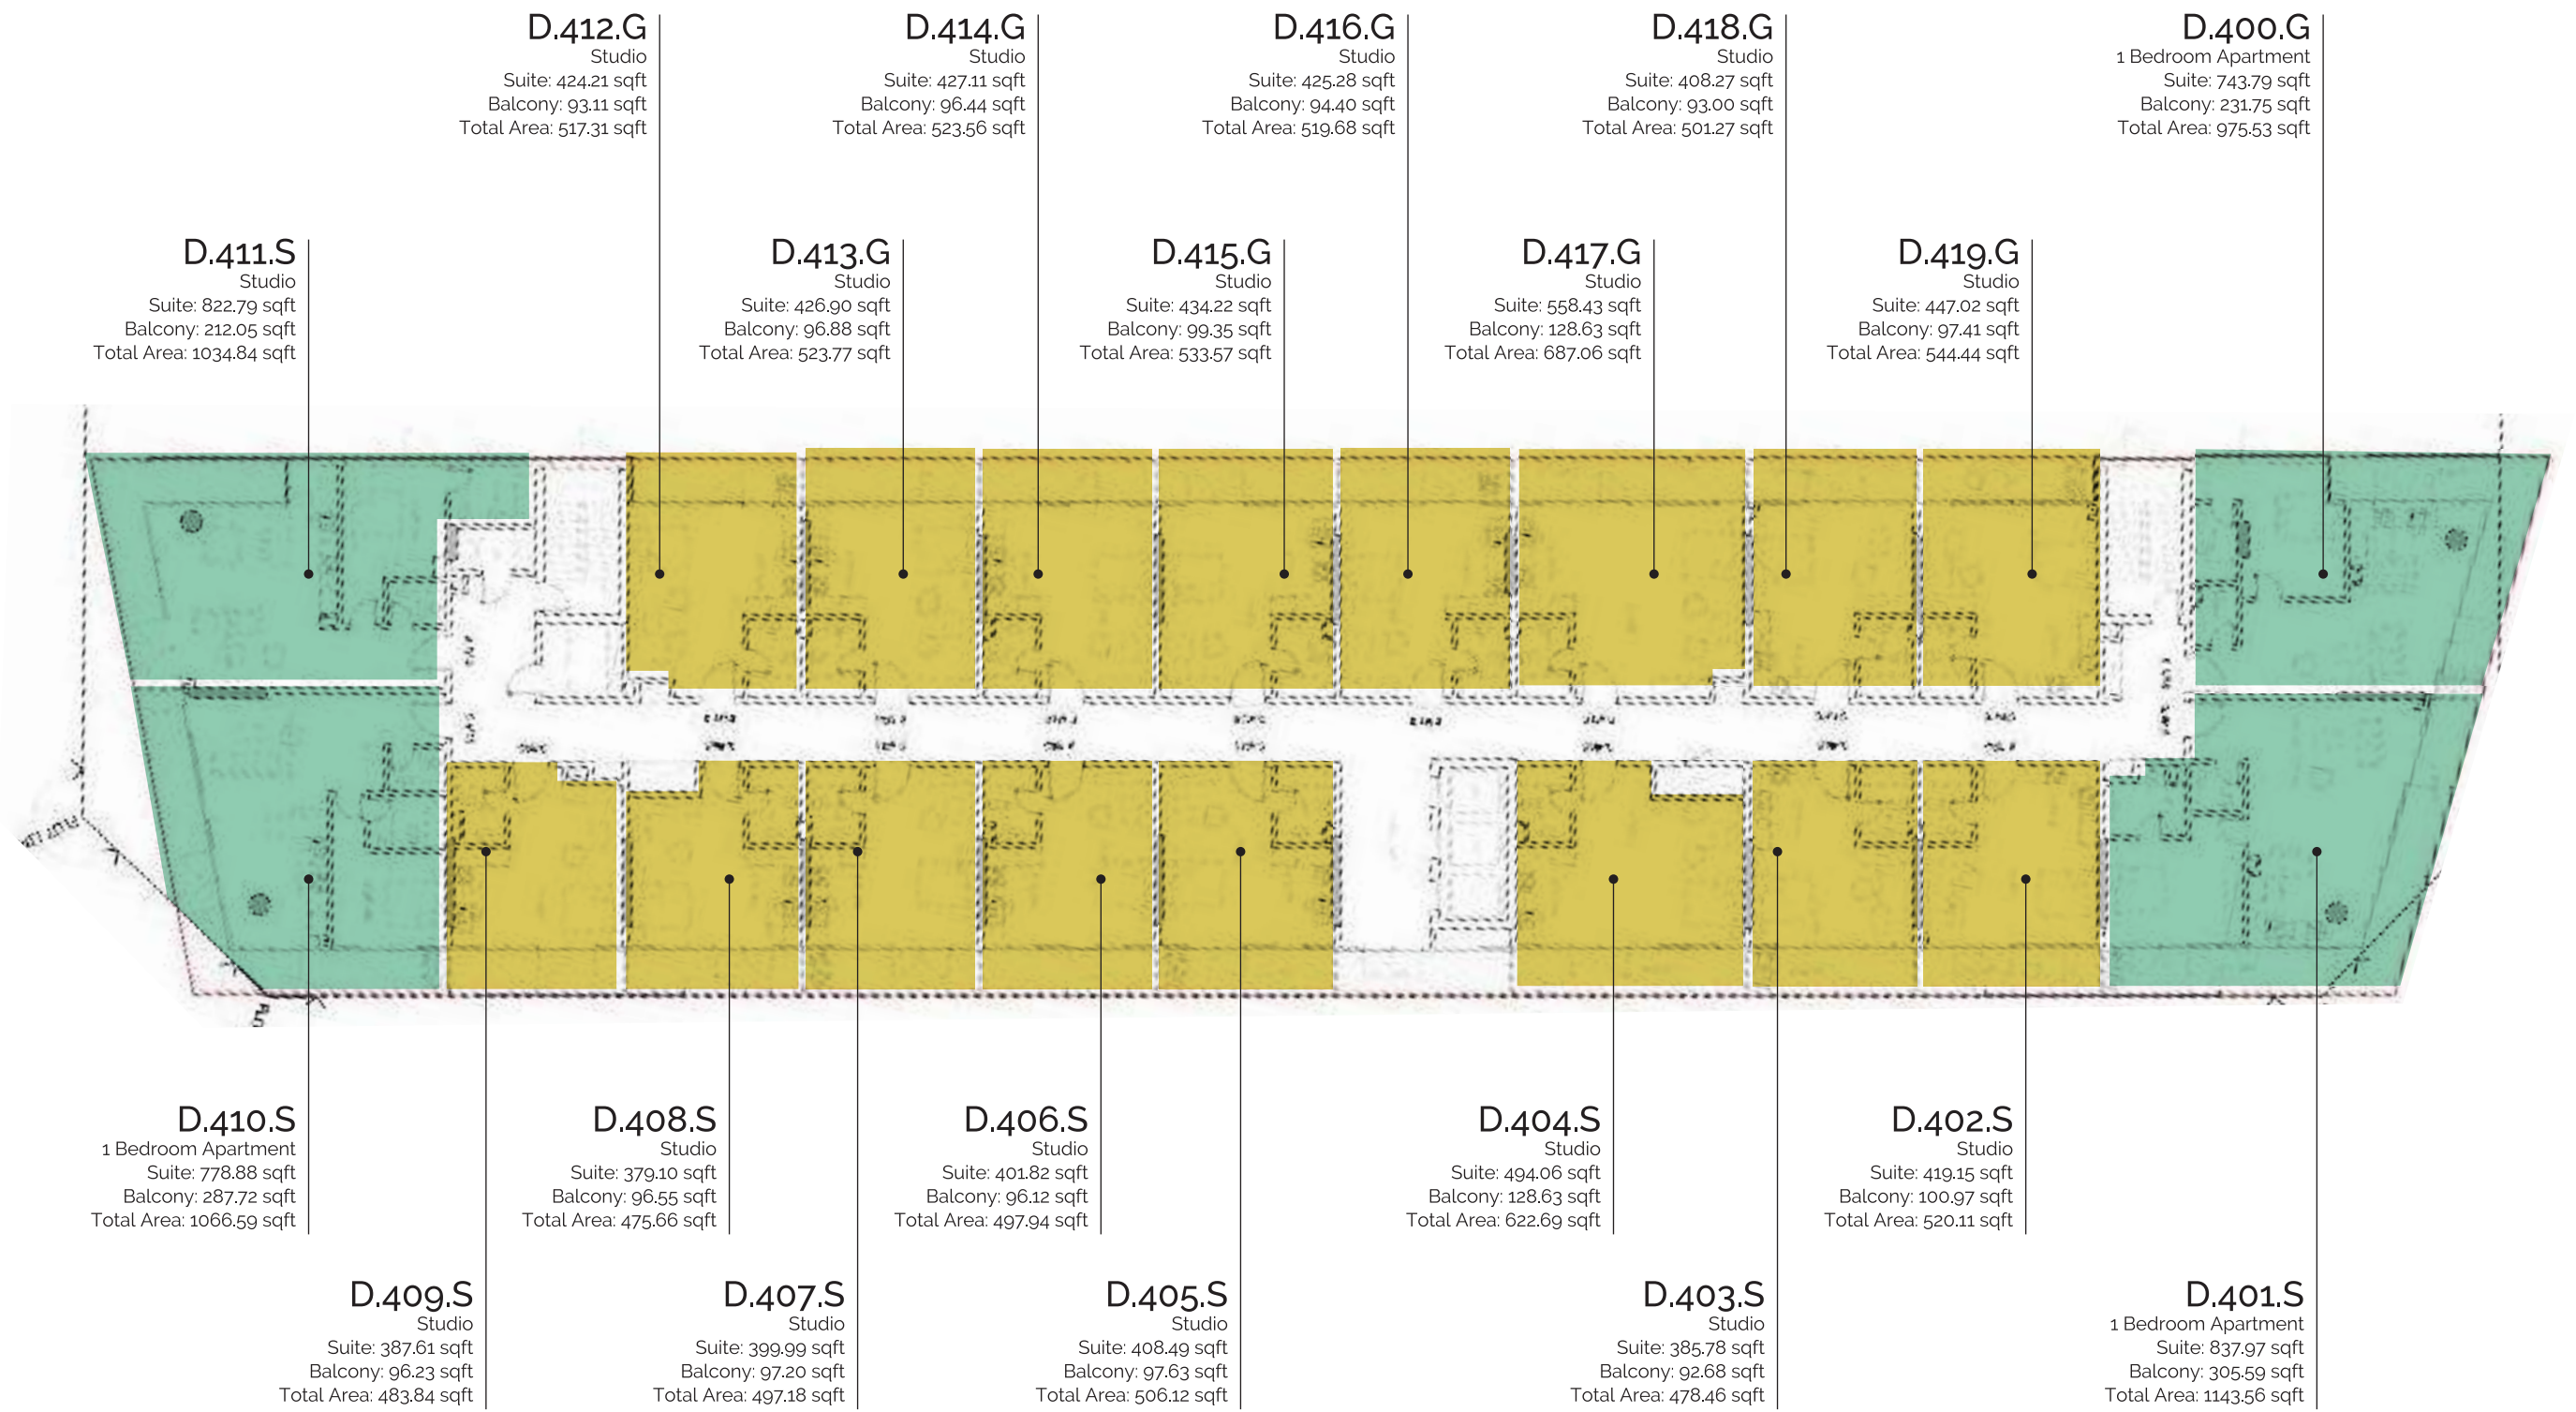 D.412.G
Studio
Suite: 424.21 sqft
Balcony: 93.11 sqft
Total Area: 517.31 sqft
D.414.G
Studio
Suite: 427.11 sqft
Balcony: 96.44 sqft
Total Area: 523.56 sqft
D.416.G
Studio
Suite: 425.28 sqft
Balcony: 94.40 sqft
Total Area: 519.68 sqft
D.418.G
Studio
Suite: 408.27 sqft
Balcony: 93.00 sqft
Total Area: 501.27 sqft
D.400.G
1 Bedroom Apartment
Suite: 743.79 sqft
Balcony: 231.75 sqft
Total Area: 975.53 sqft
D.411.S
Studio
Suite: 822.79 sqft
Balcony: 212.05 sqft
Total Area: 1034.84 sqft
D.413.G
Studio
Suite: 426.90 sqft
Balcony: 96.88 sqft
Total Area: 523.77 sqft
D.415.G
Studio
Suite: 434.22 sqft
Balcony: 99.35 sqft
Total Area: 533.57 sqft
D.417.G
Studio
Suite: 558.43 sqft
Balcony: 128.63 sqft
Total Area: 687.06 sqft
D.419.G
Studio
Suite: 447.02 sqft
Balcony: 97.41 sqft
Total Area: 544.44 sqft
D.410.S
1 Bedroom Apartment
Suite: 778.88 sqft
Balcony: 287.72 sqft
Total Area: 1066.59 sqft
D.408.S
Studio
Suite: 379.10 sqft
Balcony: 96.55 sqft
Total Area: 475.66 sqft
D.406.S
Studio
Suite: 401.82 sqft
Balcony: 96.12 sqft
Total Area: 497.94 sqft
D.404.S
Studio
Suite: 494.06 sqft
Balcony: 128.63 sqft
Total Area: 622.69 sqft
D.402.S
Studio
Suite: 419.15 sqft
Balcony: 100.97 sqft
Total Area: 520.11 sqft
D.409.S
Studio
Suite: 387.61 sqft
Balcony: 96.23 sqft
Total Area: 483.84 sqft
D.407.S
Studio
Suite: 399.99 sqft
Balcony: 97.20 sqft
Total Area: 497.18 sqft
D.405.S
Studio
Suite: 408.49 sqft
Balcony: 97.63 sqft
Total Area: 506.12 sqft
D.403.S
Studio
Suite: 385.78 sqft
Balcony: 92.68 sqft
Total Area: 478.46 sqft
D.401.S
1 Bedroom Apartment
Suite: 837.97 sqft
Balcony: 305.59 sqft
Total Area: 1143.56 sqft